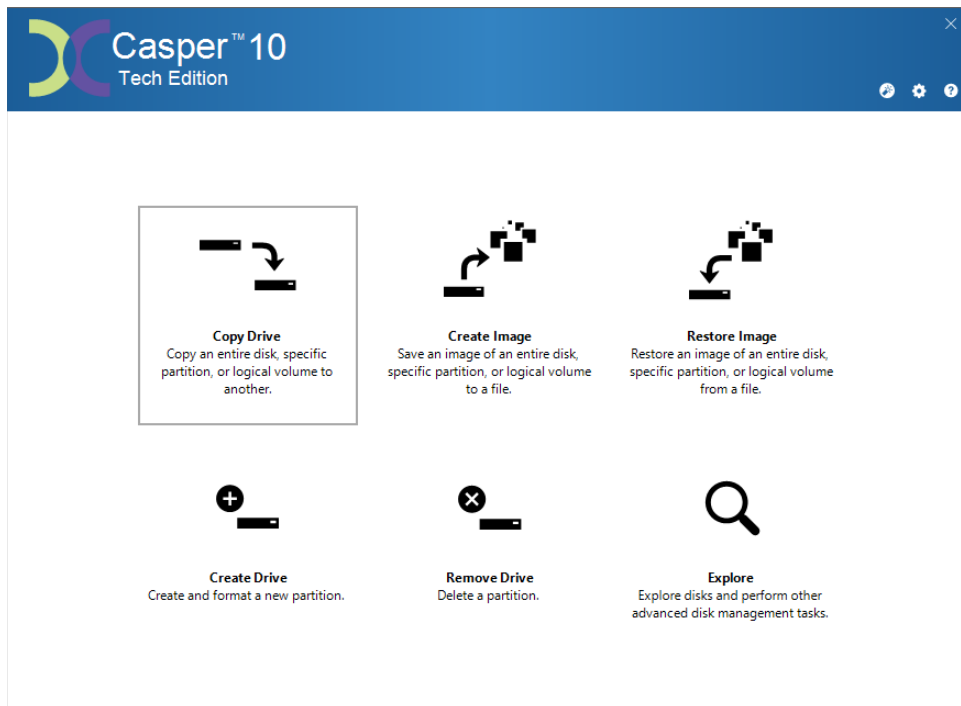 Casper™ 10
Tech Edition
Copy Drive
Copy an entire disk, specific
partition, or logical volume to
another.
Create Image
Save an image of an entire disk,
specific partition, or logical volume
to a file.
Restore Image
Restore an image of an entire disk,
specific partition, or logical volume
from a file.
Create Drive
Create and format a new partition.
Remove Drive
Delete a partition.
Explore
Explore disks and perform other
advanced disk management tasks.